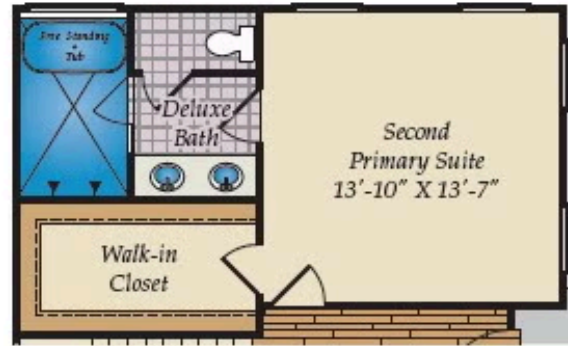 Free Standing
+
Tub
Deluxe
Bath
Second
Primary Suite
13'-10" X 13'-7"
Walk-in
Closet